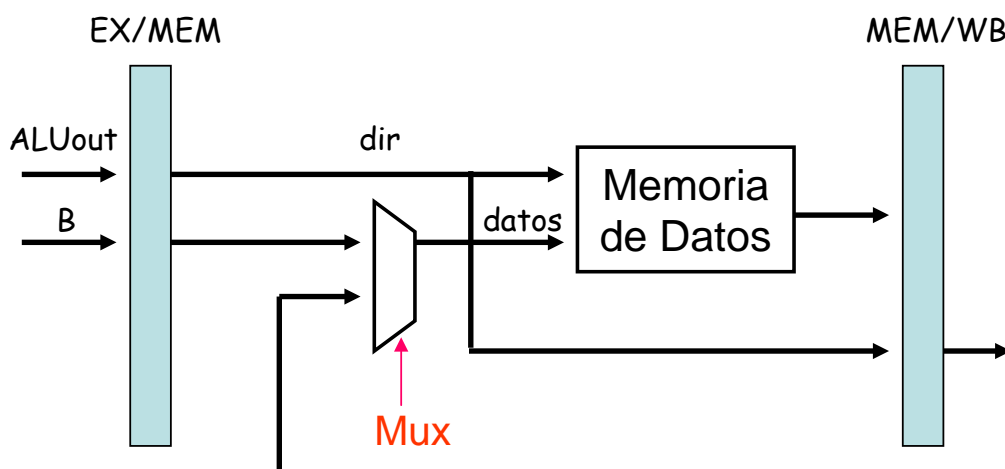 EX/MEM
MEM/WB
ALUout
dir
B
datos
Memoria
de Datos
Mux